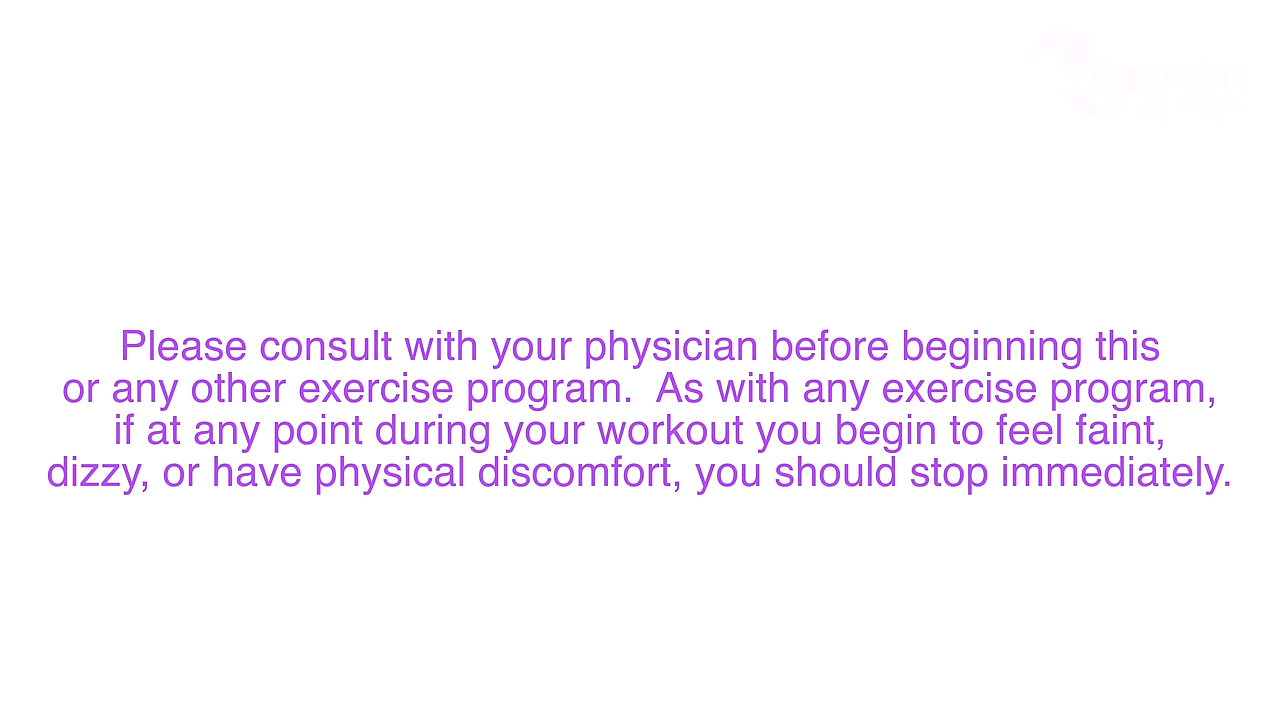 Please consult with your physician before beginning this
or any other exercise program.  As with any exercise program,
if at any point during your workout you begin to feel faint,
dizzy, or have physical discomfort, you should stop immediately.